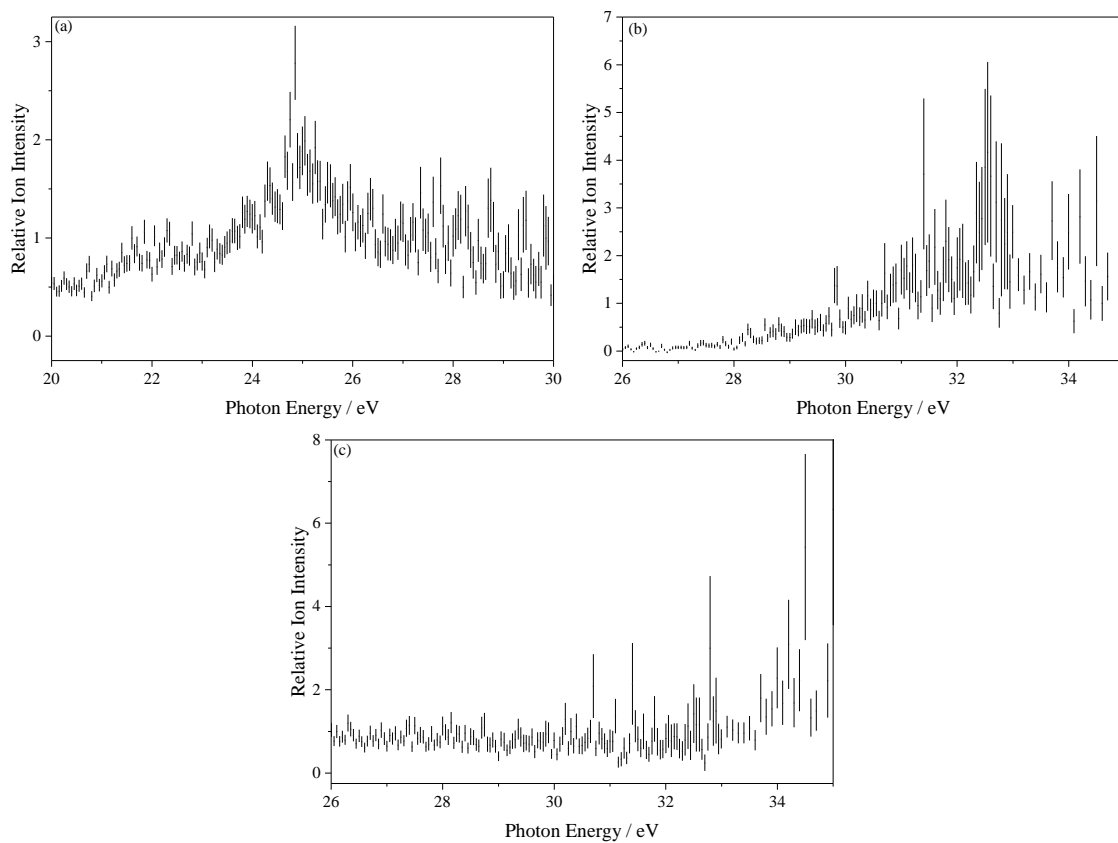 (a)
3
2
1
0
Relative Ion Intensity
20 22 24 26 28 30
Photon Energy / eV
(b)
7
6
5
4
3
2
1
0
Relative Ion Intensity
26 28 30 32 34
Photon Energy / eV
(c)
8
6
4
2
0
Relative Ion Intensity
26 28 30 32 34
Photon Energy / eV